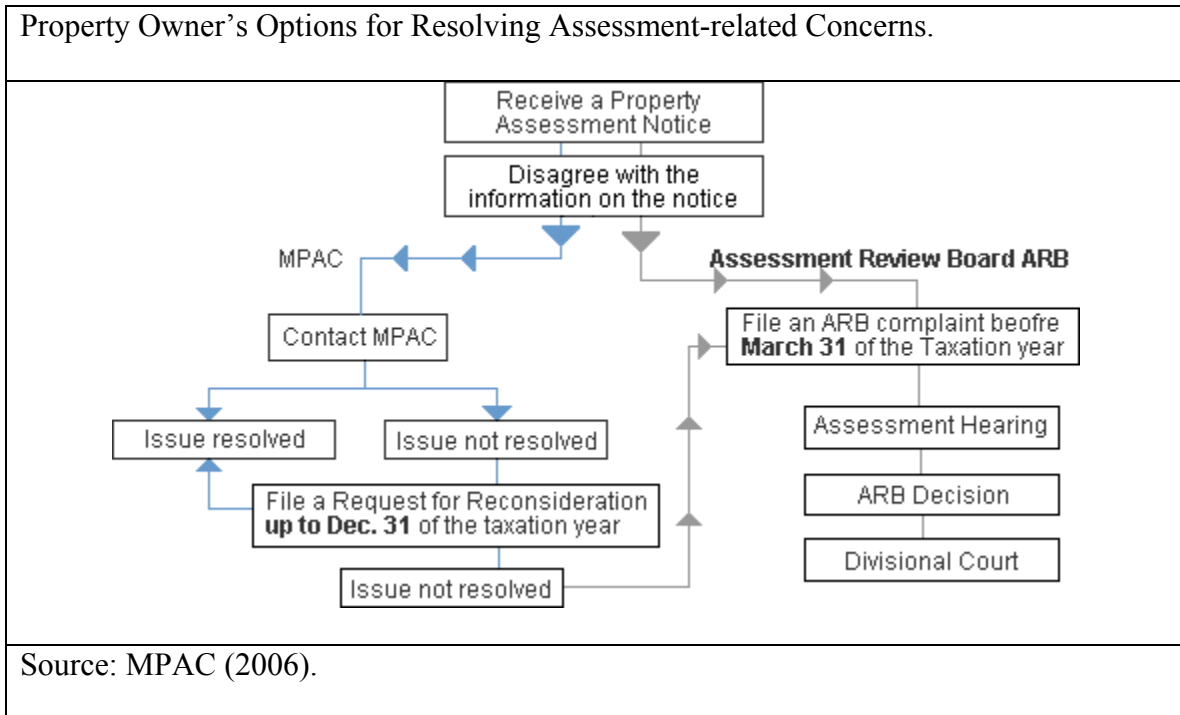 Property Owner’s Options for Resolving Assessment-related Concerns.
Receive a Property
Assessment Notice
Disagree with the
information on the notice
MPAC
Assessment Review Board ARB
Contact MPAC
File an ARB complaint beofre
March 31 of the Taxation year
Issue resolved
Issue not resolved
Assessment Hearing
File a Request for Reconsideration
up to Dec. 31 of the taxation year
ARB Decision
Issue not resolved
Divisional Court
Source: MPAC (2006).